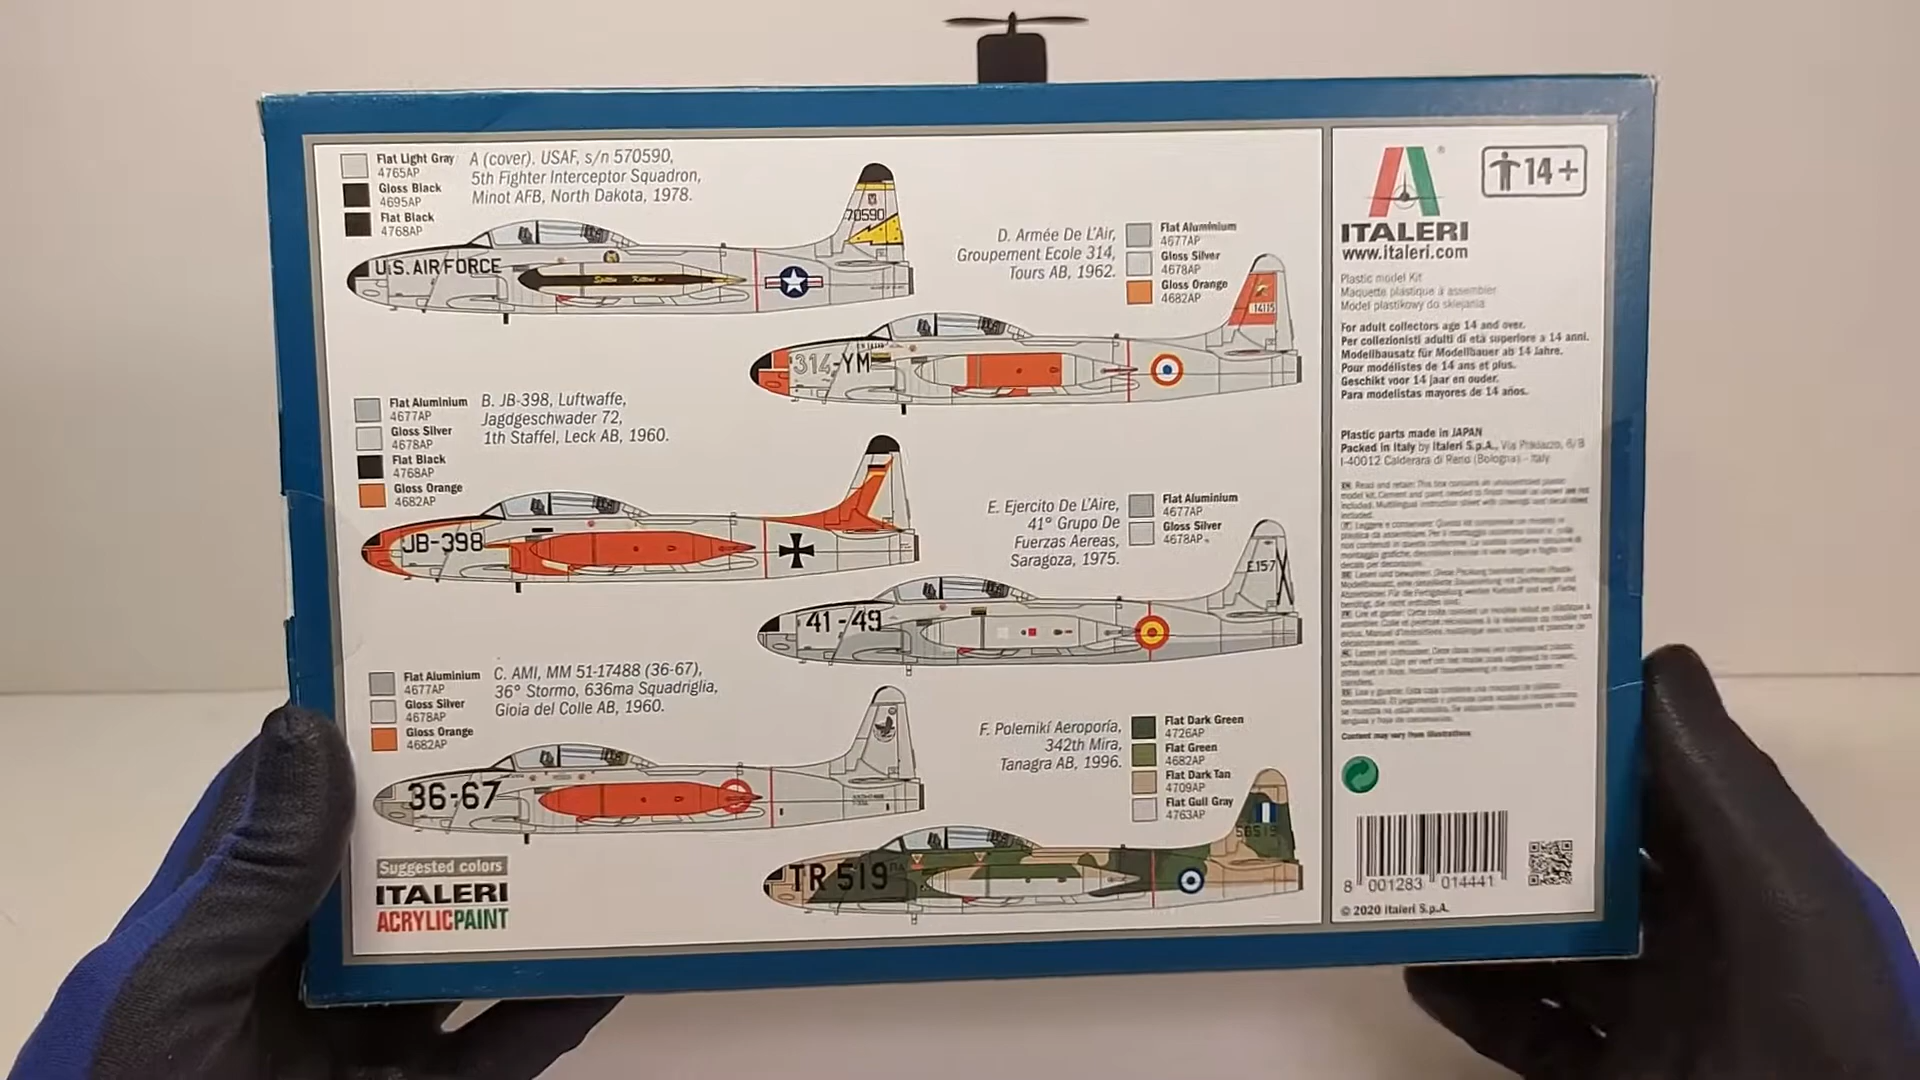 Flat Light Gray
4765AP
Gloss Black
4695AP
Flat Black
4768AP
A (cover). USAF, s/n 570590,
5th Fighter Interceptor Squadron,
Minot AFB, North Dakota, 1978.
70590
U.S. AIR FORCE
D. Armée De L'Air,
Groupement Ecole 314,
Tours AB, 1962.
Flat Aluminium
4677AP
Gloss Silver
4678AP
Gloss Orange
4682AP
14115
314-YM
Flat Aluminium
4677AP
Gloss Silver
4678AP
Flat Black
4768AP
Gloss Orange
4682AP
B. JB-398, Luftwaffe,
Jagdgeschwader 72,
1th Staffel, Leck AB, 1960.
JB-398
E. Ejercito De L'Aire,
41° Grupo De
Fuerzas Aereas,
Saragoza, 1975.
Flat Aluminium
4677AP
Gloss Silver
4678AP
E.157
41-49
Flat Aluminium
4677AP
Gloss Silver
4678AP
Gloss Orange
4682AP
C. AMI, MM 51-17488 (36-67),
36° Stormo, 636ma Squadriglia,
Gioia del Colle AB, 1960.
36-67
F. Polemikí Aeroporía,
342th Mira,
Tanagra AB, 1996.
Flat Dark Green
4726AP
Flat Green
4682AP
Flat Dark Tan
4709AP
Flat Gull Gray
4763AP
58519
TR 519
Suggested colors
ITALERI
ACRYLICPAINT
14+
ITALERI
www.italeri.com
Plastic model Kit
Maquette plastique à assembler
Model plastikowy do sklejania
For adult collectors age 14 and over.
Per collezionisti adulti di età superiore a 14 anni.
Modellbausatz für Modellbauer ab 14 Jahre.
Pour modélistes de 14 ans et plus.
Geschikt voor 14 jaar en ouder.
Para modelistas mayores de 14 años.
Plastic parts made in JAPAN
Packed in Italy by Italeri S.p.A., Via Pradazzo, 6/B
I-40012 Calderara di Reno (Bologna) - Italy
Content may vary from illustrations
8 001283 014441
© 2020 Italeri S.p.A.